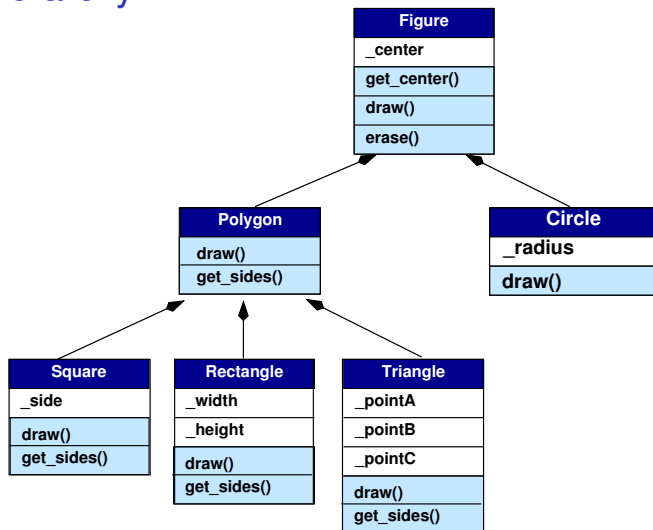 Figure
_center
get_center()
draw()
erase()
Polygon
draw()
get_sides()
Circle
_radius
draw()
Square
_side
draw()
get_sides()
Rectangle
_width
_height
draw()
get_sides()
Triangle
_pointA
_pointB
_pointC
draw()
get_sides()